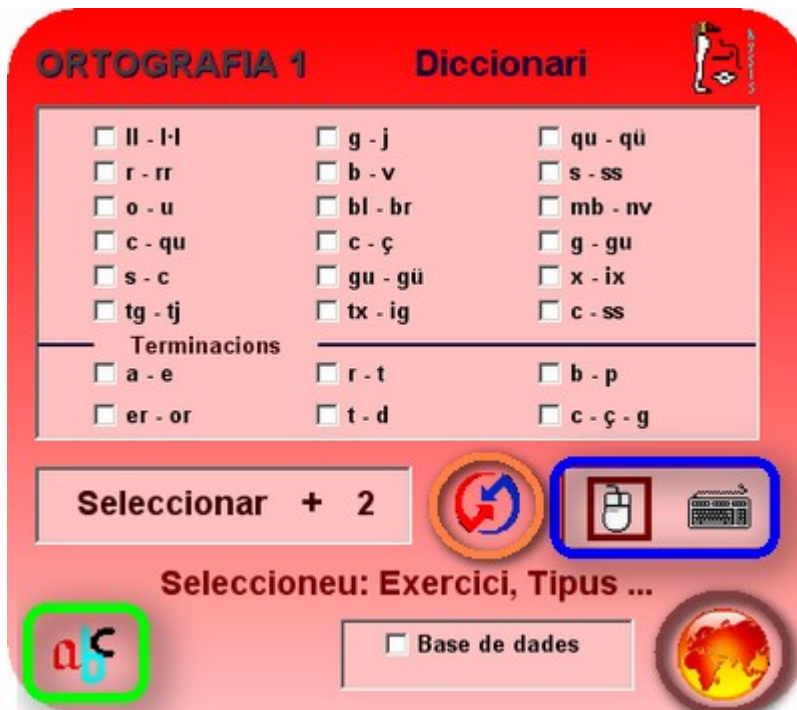 ORTOGRAFIA 1 Diccionari
ll - l·l g - j qu - qü
r - rr b - v s - ss
o - u bl - br mb - nv
c - qu c - ç g - gu
s - c gu - gü x - ix
tg - tj tx - ig c - ss
Terminacions
a - e r - t b - p
er - or t - d c - ç - g
Seleccionar + 2
Seleccioneu: Exercici, Tipus ...
abc Base de dades